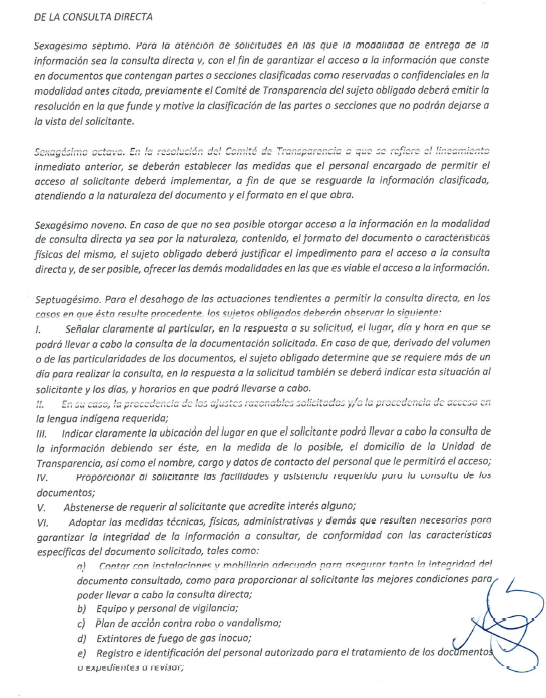 DE LA CONSULTA DIRECTA
Sexagésimo séptimo. Para la atención de solicitudes en las que la modalidad de entrega de la
información sea la consulta directa y, con el fin de garantizar el acceso a la información que conste
en documentos que contengan partes o secciones clasificadas como reservadas o confidenciales en la
modalidad antes citada, previamente el Comité de Transparencia del sujeto obligado deberá emitir la
resolución en la que funde y motive la clasificación de las partes o secciones que no podrán dejarse a
la vista del solicitante.
Sexagésimo octavo. En la resolución del Comité de Transparencia a que se refiere el lineamiento
inmediato anterior, se deberán establecer las medidas que el personal encargado de permitir el
acceso al solicitante deberá implementar, a fin de que se resguarde la información clasificada,
atendiendo a la naturaleza del documento y el formato en el que obra.
Sexagésimo noveno. En caso de que no sea posible otorgar acceso a la información en la modalidad
de consulta directa ya sea por la naturaleza, contenido, el formato del documento o características
físicas del mismo, el sujeto obligado deberá justificar el impedimento para el acceso a la consulta
directa y, de ser posible, ofrecer las demás modalidades en las que es viable el acceso a la información.
Septuagésimo. Para el desahogo de las actuaciones tendientes a permitir la consulta directa, en los
casos en que ésta resulte procedente, los sujetos obligados deberán observar lo siguiente:
I. Señalar claramente al particular, en la respuesta a su solicitud, el lugar, día y hora en que se
podrá llevar a cabo la consulta de la documentación solicitada. En caso de que, derivado del volumen
o de las particularidades de los documentos, el sujeto obligado determine que se requiere más de un
día para realizar la consulta, en la respuesta a la solicitud también se deberá indicar esta situación al
solicitante y los días, y horarios en que podrá llevarse a cabo.
II. En su caso, la procedencia de los ajustes razonables solicitados y/o la procedencia de acceso en
la lengua indígena requerida;
III. Indicar claramente la ubicación del lugar en que el solicitante podrá llevar a cabo la consulta de
la información debiendo ser éste, en la medida de lo posible, el domicilio de la Unidad de
Transparencia, así como el nombre, cargo y datos de contacto del personal que le permitirá el acceso;
IV. Proporcionar al solicitante las facilidades y asistencia requerida para la consulta de los
documentos;
V. Abstenerse de requerir al solicitante que acredite interés alguno;
VI. Adoptar las medidas técnicas, físicas, administrativas y demás que resulten necesarias para
garantizar la integridad de la información a consultar, de conformidad con las características
específicas del documento solicitado, tales como:
a) Contar con instalaciones y mobiliario adecuado para asegurar tanto la integridad del
documento consultado, como para proporcionar al solicitante las mejores condiciones para
poder llevar a cabo la consulta directa;
b) Equipo y personal de vigilancia;
c) Plan de acción contra robo o vandalismo;
d) Extintores de fuego de gas inocuo;
e) Registro e identificación del personal autorizado para el tratamiento de los documentos
o expedientes a revisar;